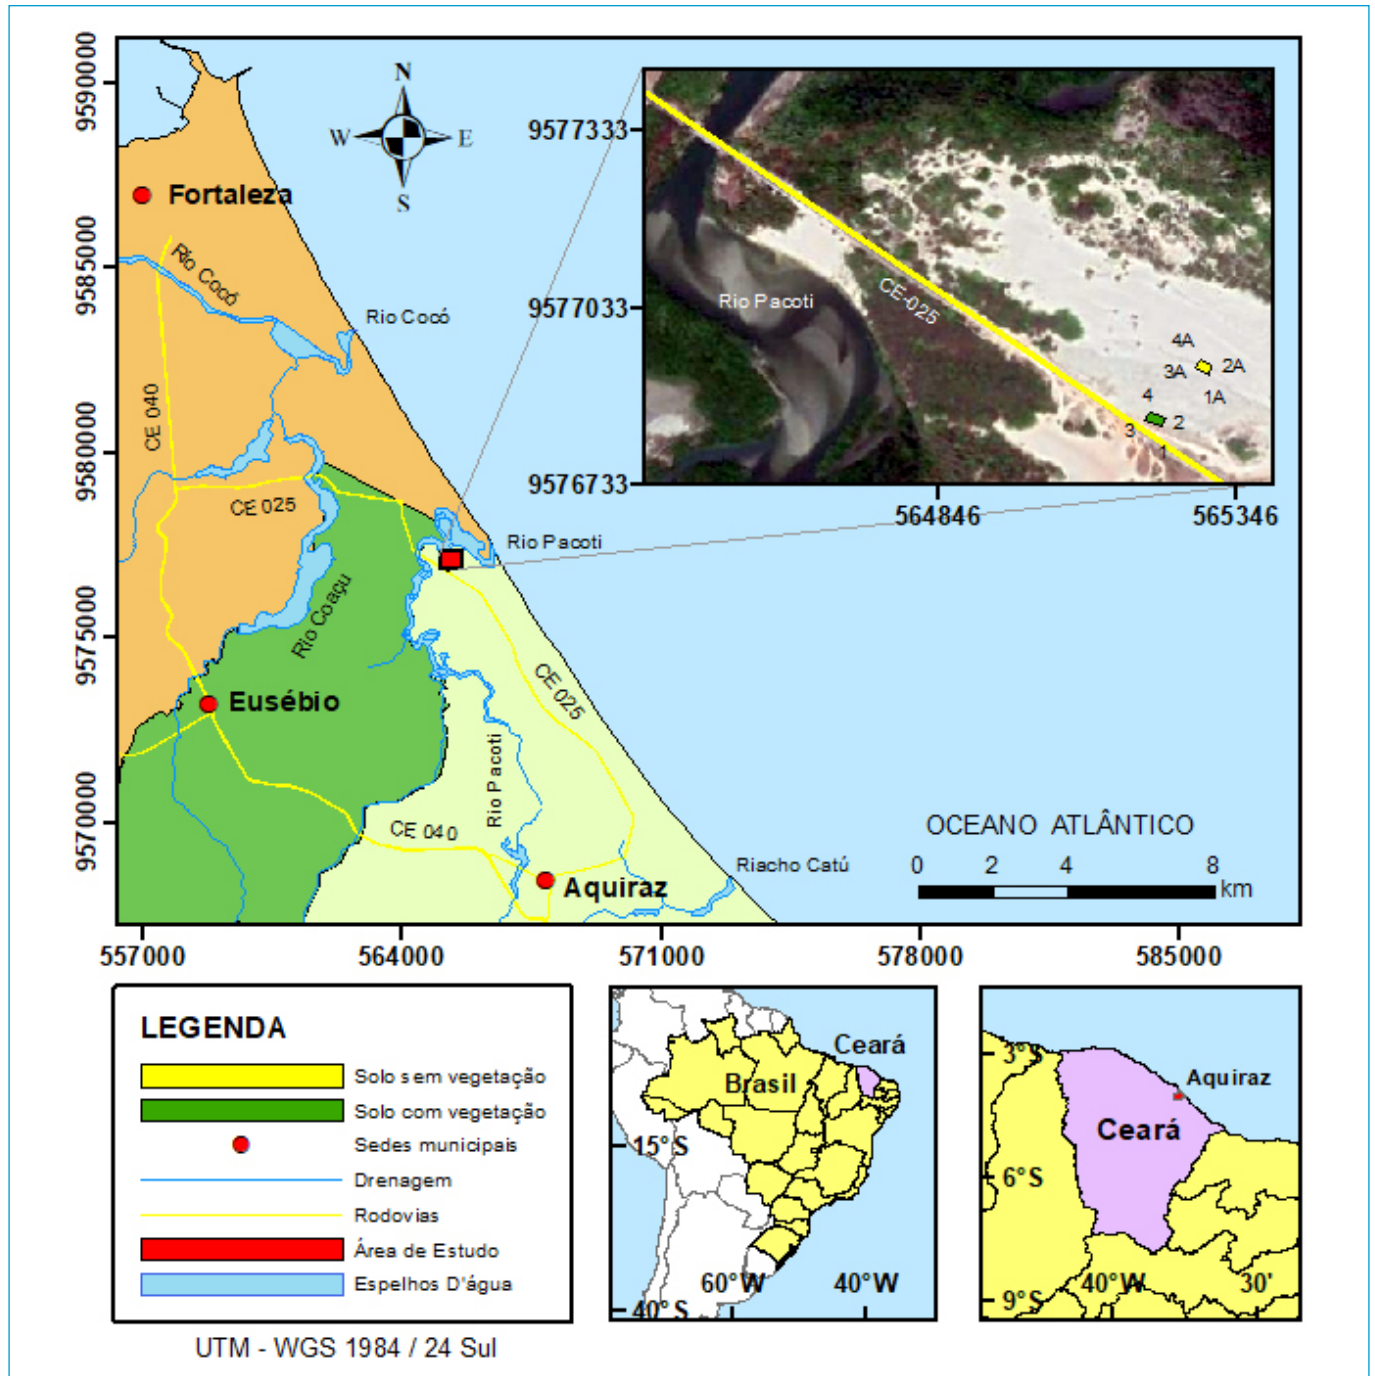 9590000
9585000
9580000
9575000
9570000
N
W
E
S
Fortaleza
Rio Cocó
Rio Cocó
CE 040
CE 025
Rio Pacoti
Rio Coaçu
Eusébio
CE 025
Rio Pacoti
CE 040
Aquiraz
Riacho Catú
OCEANO ATLÂNTICO
0 2 4 8
km
9577333
9577033
9576733
Rio Pacoti
CE-025
4A
3A
2A
1A
4
3
2
1
564846
565346
557000
564000
571000
578000
585000
LEGENDA
Solo sem vegetação
Solo com vegetação
Sedes municipais
Drenagem
Rodovias
Área de Estudo
Espelhos D'água
UTM - WGS 1984 / 24 Sul
Ceará
Brasil
15°S
40°S
60°W
40°W
3°S
Aquiraz
Ceará
6°S
9°S
40°W
30'